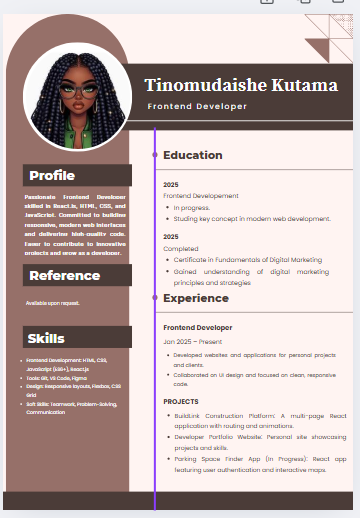 Tinomudaishe Kutama
Frontend Developer
Profile
Passionate Frontend Developer
skilled in React.js, HTML, CSS, and
JavaScript. Committed to building
responsive, modern web interfaces
and delivering high-quality code.
Eager to contribute to innovative
projects and grow as a developer.
Reference
Available upon request.
Skills
Frontend Development: HTML, CSS,
JavaScript (ES6+), React.js
Tools: Git, VS Code, Figma
Design: Responsive layouts, Flexbox, CSS
Grid
Soft Skills: Teamwork, Problem-Solving,
Communication
Education
2025
Frontend Developement
In progress.
Studing key concept in modern web development.
2025
Completed
Certificate in Fundamentals of Digital Marketing
Gained understanding of digital marketing
principles and strategies
Experience
Frontend Developer
Jan 2025 – Present
Developed websites and applications for personal projects
and clients.
Collaborated on UI design and focused on clean, responsive
code.
PROJECTS
BuildLink Construction Platform: A multi-page React
application with routing and animations.
Developer Portfolio Website: Personal site showcasing
projects and skills.
Parking Space Finder App (In Progress): React app
featuring user authentication and interactive maps.